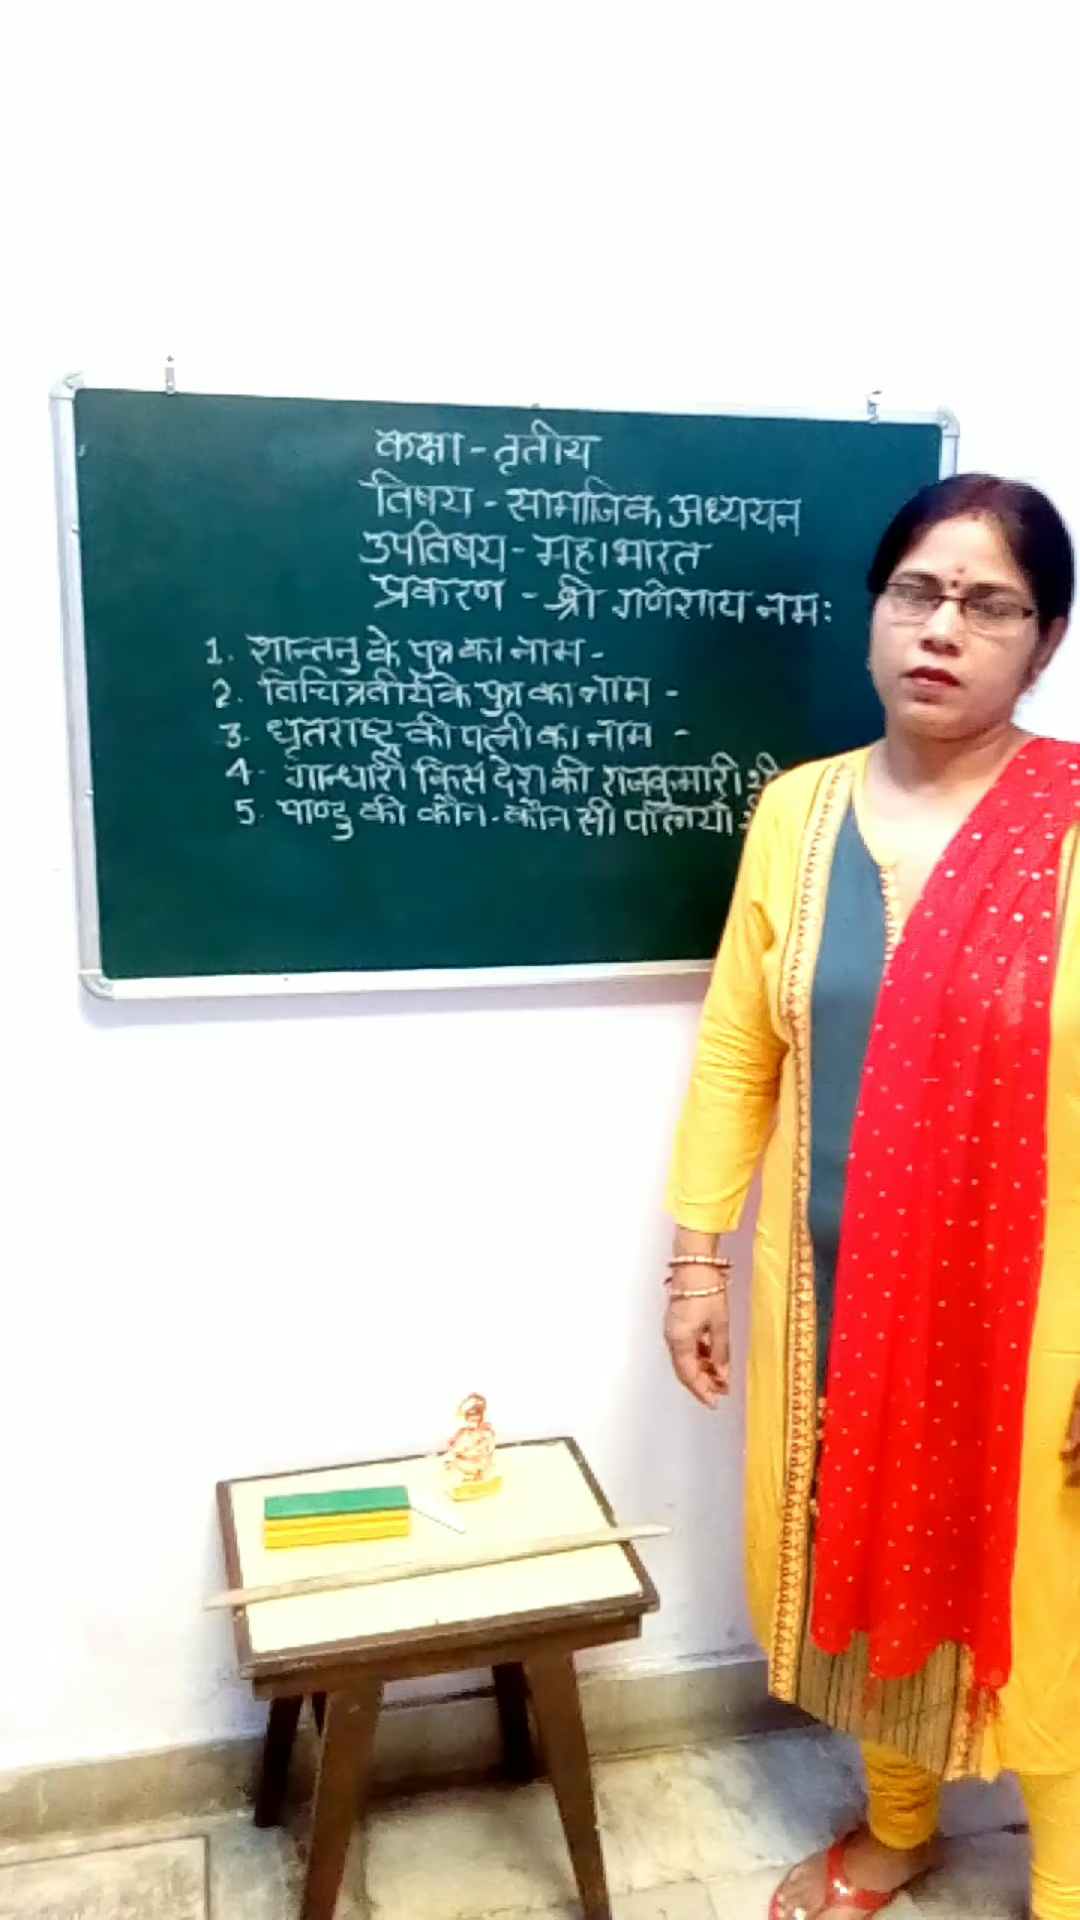 कक्षा - तृतीय
विषय - सामाजिक अध्ययन
उपविषय - महाभारत
प्रकरण - श्री गणेशाय नमः
1. शान्तनु के पुत्र का नाम -
2. विचित्रवीर्य के पुत्र का नाम -
3. धृतराष्ट्र की पत्नी का नाम -
4. गान्धारी किस देश की राजकुमारी थी
5. पाण्डु की कौन-कौन सी पत्नियाँ